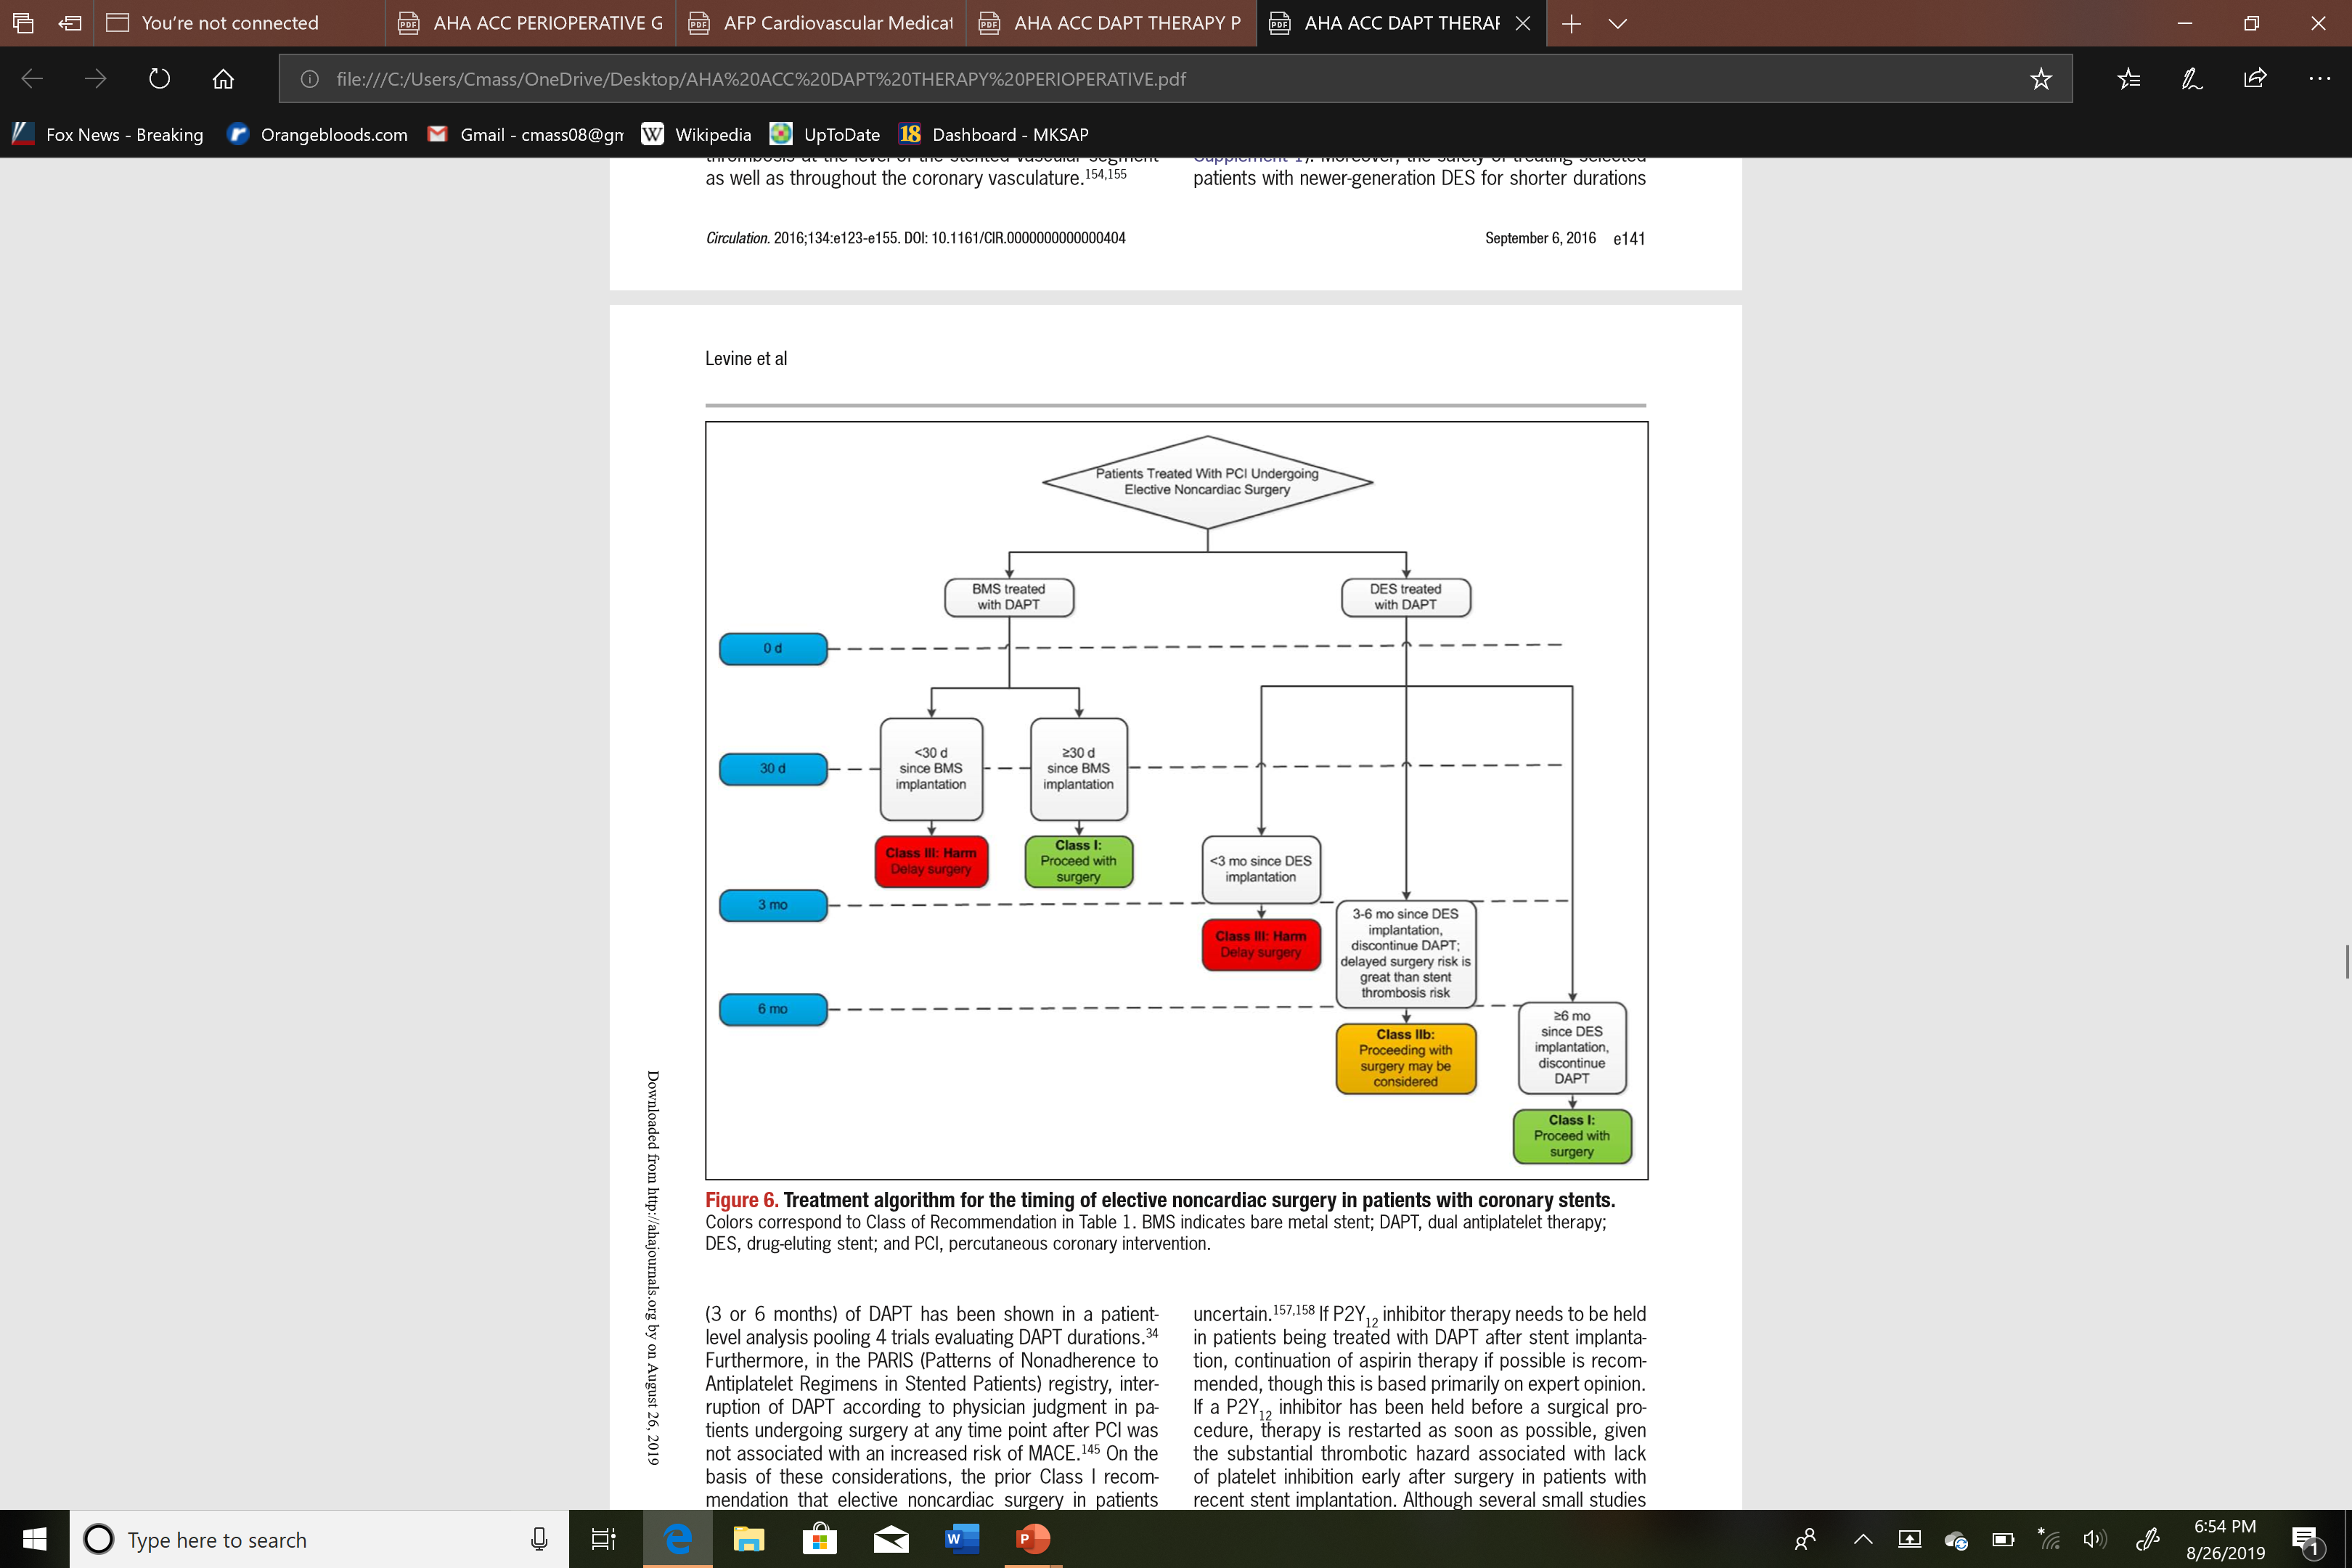 You're not connected
AHA ACC PERIOPERATIVE G
AFP Cardiovascular Medicat
AHA ACC DAPT THERAPY P
AHA ACC DAPT THERAP
file:///C:/Users/Cmass/OneDrive/Desktop/AHA%20ACC%20DAPT%20THERAPY%20PERIOPERATIVE.pdf
Fox News - Breaking
Orangebloods.com
Gmail - cmass08@gm
W Wikipedia
UpToDate
18 Dashboard - MKSAP
thrombosis at the level of the stented vascular segment
as well as throughout the coronary vasculature.154,155
Supplement 1). Moreover, the safety of treating selected
patients with newer-generation DES for shorter durations
Circulation. 2016;134:e123-e155. DOI: 10.1161/CIR.0000000000000404
September 6, 2016 e141
Levine et al
Patients Treated With PCI Undergoing
Elective Noncardiac Surgery
BMS treated
with DAPT
DES treated
with DAPT
0 d
30 d
<30 d
since BMS
implantation
≥30 d
since BMS
implantation
Class III: Harm
Delay surgery
Class I:
Proceed with
surgery
<3 mo since DES
implantation
3 mo
Class III: Harm
Delay surgery
3-6 mo since DES
implantation,
discontinue DAPT;
delayed surgery risk is
great than stent
thrombosis risk
6 mo
Class IIb:
Proceeding with
surgery may be
considered
≥6 mo
since DES
implantation,
discontinue
DAPT
Class I:
Proceed with
surgery
Downloaded from http://ahajournals.org by on August 26, 2019
Figure 6. Treatment algorithm for the timing of elective noncardiac surgery in patients with coronary stents.
Colors correspond to Class of Recommendation in Table 1. BMS indicates bare metal stent; DAPT, dual antiplatelet therapy;
DES, drug-eluting stent; and PCI, percutaneous coronary intervention.
(3 or 6 months) of DAPT has been shown in a patient-
level analysis pooling 4 trials evaluating DAPT durations.34
Furthermore, in the PARIS (Patterns of Nonadherence to
Antiplatelet Regimens in Stented Patients) registry, inter-
ruption of DAPT according to physician judgment in pa-
tients undergoing surgery at any time point after PCI was
not associated with an increased risk of MACE.145 On the
basis of these considerations, the prior Class I recom-
mendation that elective noncardiac surgery in patients
uncertain.157,158 If P2Y12 inhibitor therapy needs to be held
in patients being treated with DAPT after stent implanta-
tion, continuation of aspirin therapy if possible is recom-
mended, though this is based primarily on expert opinion.
If a P2Y12 inhibitor has been held before a surgical pro-
cedure, therapy is restarted as soon as possible, given
the substantial thrombotic hazard associated with lack
of platelet inhibition early after surgery in patients with
recent stent implantation. Although several small studies
Type here to search
6:54 PM
8/26/2019
1